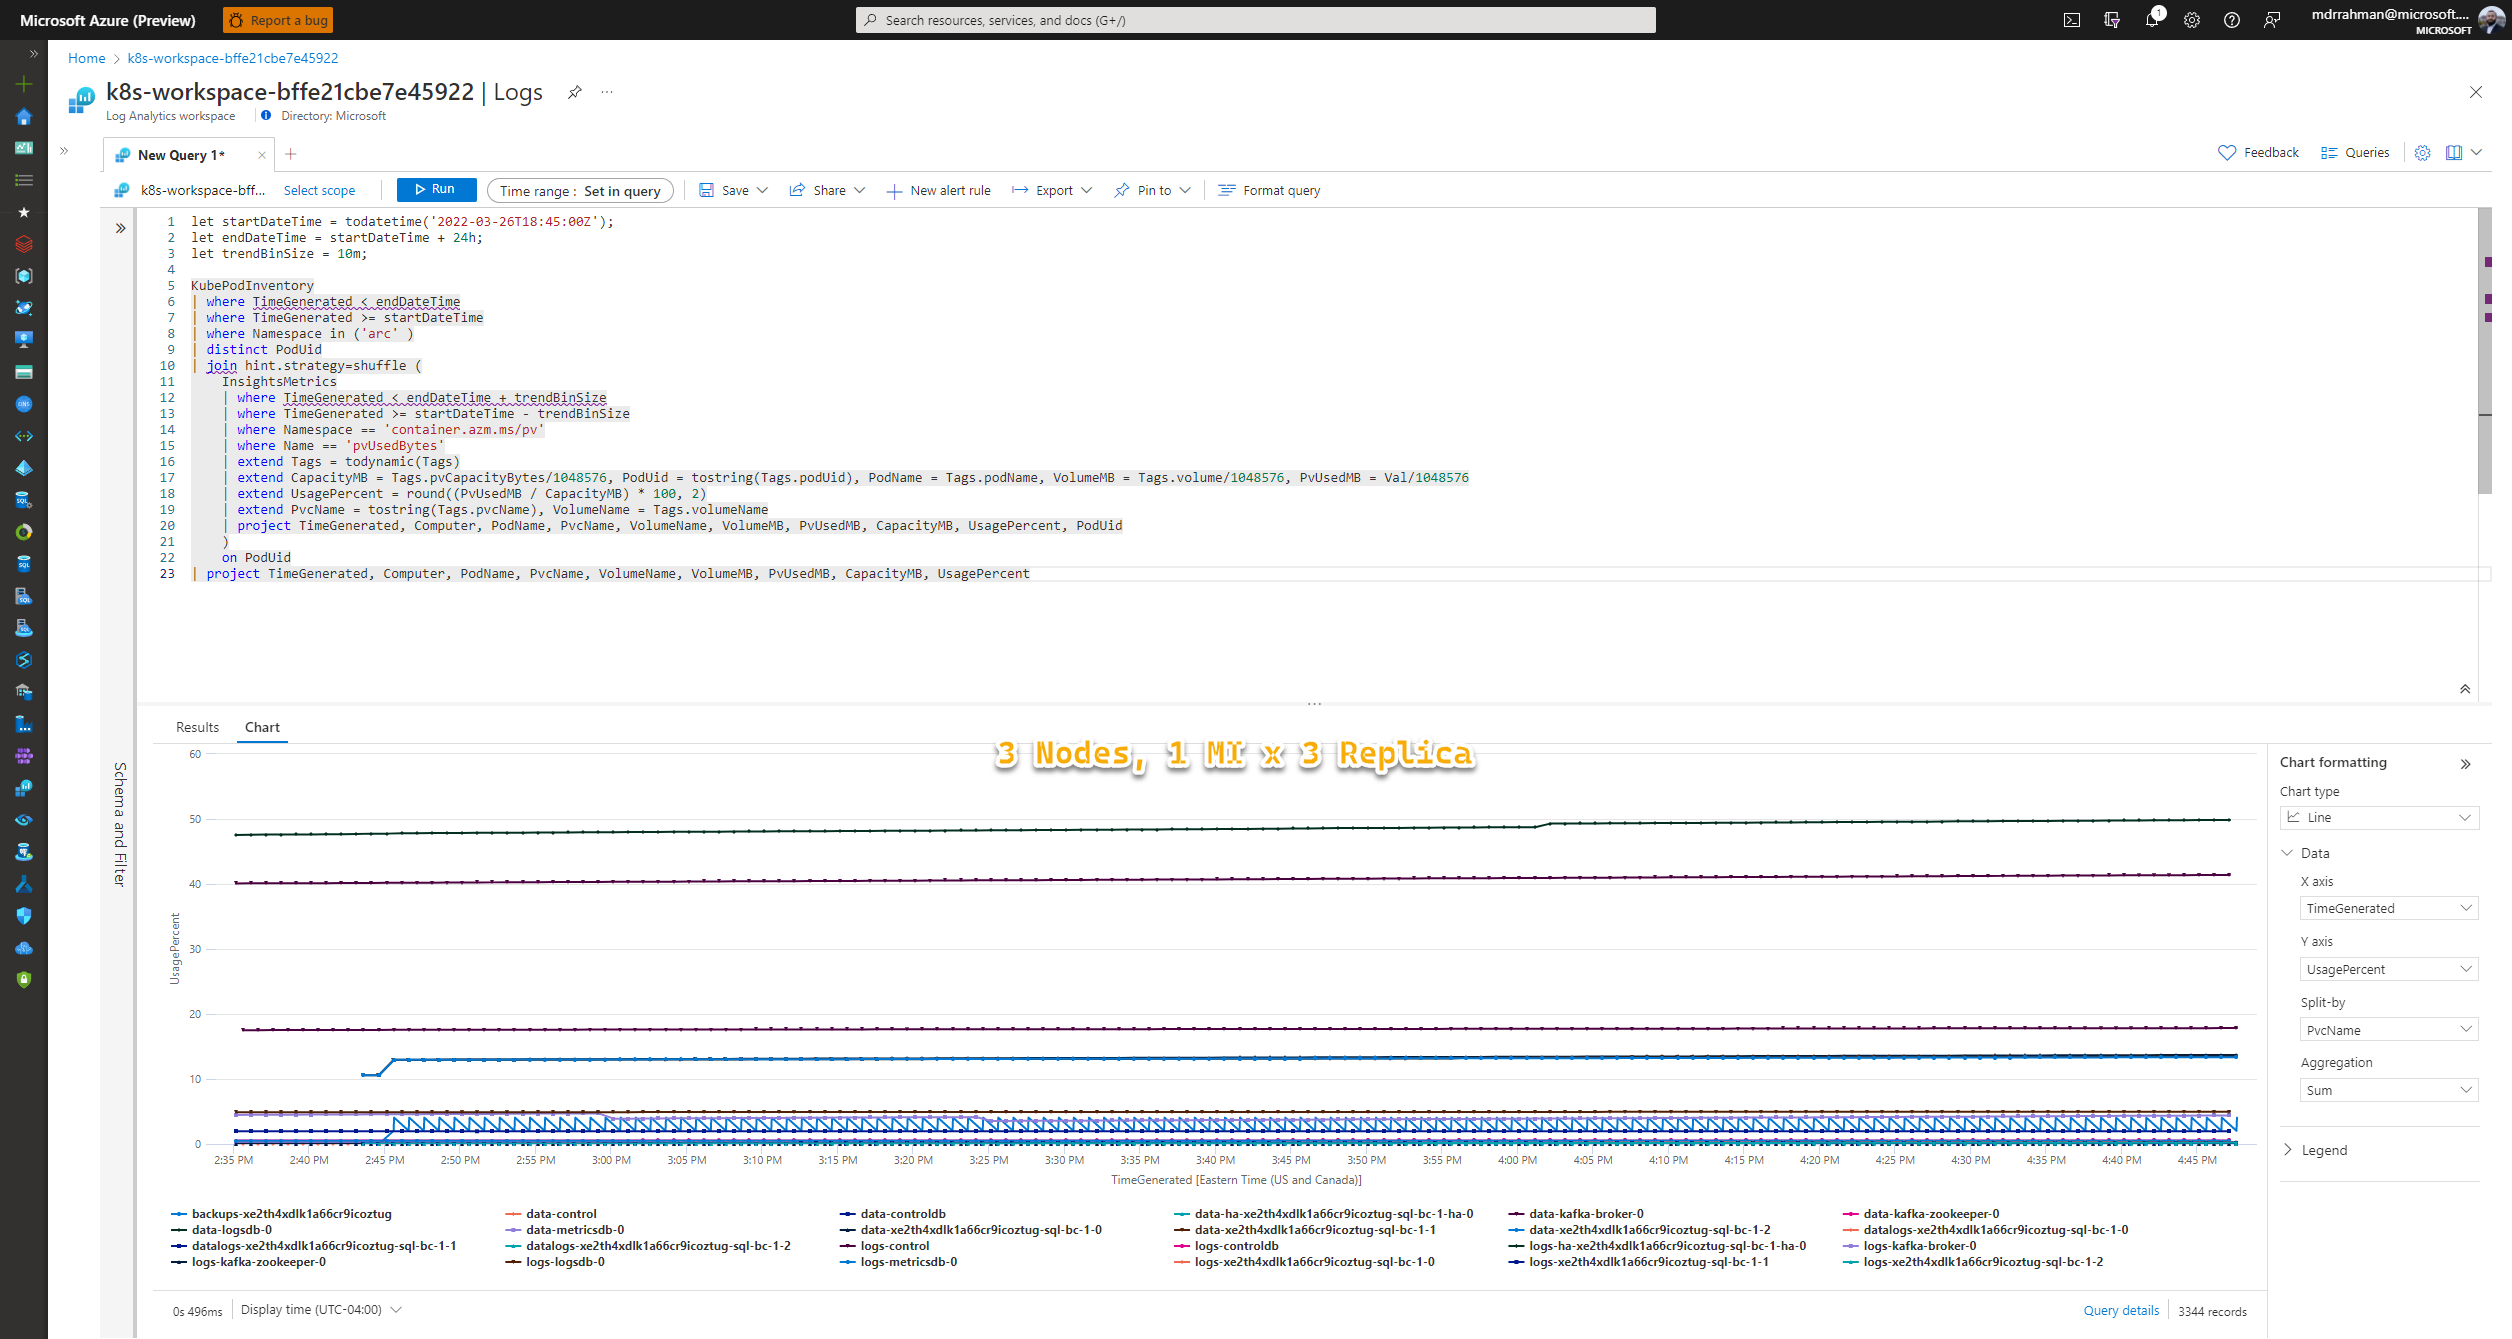 Microsoft Azure (Preview)
Report a bug
Search resources, services, and docs (G+/)
1
mdrrahman@microsoft....
MICROSOFT
Home > k8s-workspace-bffe21cbe7e45922
k8s-workspace-bffe21cbe7e45922 | Logs
Log Analytics workspace
Directory: Microsoft
New Query 1*
Feedback
Queries
k8s-workspace-bff...
Select scope
Run
Time range : Set in query
Save
Share
New alert rule
Export
Pin to
Format query
1 let startDateTime = todatetime('2022-03-26T18:45:00Z');
2 let endDateTime = startDateTime + 24h;
3 let trendBinSize = 10m;
4
5 KubePodInventory
6 | where TimeGenerated < endDateTime
7 | where TimeGenerated >= startDateTime
8 | where Namespace in ('arc' )
9 | distinct PodUid
10 | join hint.strategy=shuffle (
11 InsightsMetrics
12 | where TimeGenerated < endDateTime + trendBinSize
13 | where TimeGenerated >= startDateTime - trendBinSize
14 | where Namespace == 'container.azm.ms/pv'
15 | where Name == 'pvUsedBytes'
16 | extend Tags = todynamic(Tags)
17 | extend CapacityMB = Tags.pvCapacityBytes/1048576, PodUid = tostring(Tags.podUid), PodName = Tags.podName, VolumeMB = Tags.volume/1048576, PvUsedMB = Val/1048576
18 | extend UsagePercent = round((PvUsedMB / CapacityMB) * 100, 2)
19 | extend PvcName = tostring(Tags.pvcName), VolumeName = Tags.volumeName
20 | project TimeGenerated, Computer, PodName, PvcName, VolumeName, VolumeMB, PvUsedMB, CapacityMB, UsagePercent, PodUid
21 )
22 on PodUid
23 | project TimeGenerated, Computer, PodName, PvcName, VolumeName, VolumeMB, PvUsedMB, CapacityMB, UsagePercent
Schema and Filter
Results
Chart
3 Nodes, 1 MI x 3 Replica
UsagePercent
60
50
40
30
20
10
0
2:35 PM 2:40 PM 2:45 PM 2:50 PM 2:55 PM 3:00 PM 3:05 PM 3:10 PM 3:15 PM 3:20 PM 3:25 PM 3:30 PM 3:35 PM 3:40 PM 3:45 PM 3:50 PM 3:55 PM 4:00 PM 4:05 PM 4:10 PM 4:15 PM 4:20 PM 4:25 PM 4:30 PM 4:35 PM 4:40 PM 4:45 PM
TimeGenerated [Eastern Time (US and Canada)]
backups-xe2th4xdlk1a66cr9icoztug data-control data-controldb data-ha-xe2th4xdlk1a66cr9icoztug-sql-bc-1-ha-0 data-kafka-broker-0 data-kafka-zookeeper-0
data-logsdb-0 data-metricsdb-0 data-xe2th4xdlk1a66cr9icoztug-sql-bc-1-0 data-xe2th4xdlk1a66cr9icoztug-sql-bc-1-1 data-xe2th4xdlk1a66cr9icoztug-sql-bc-1-2 datalogs-xe2th4xdlk1a66cr9icoztug-sql-bc-1-0
datalogs-xe2th4xdlk1a66cr9icoztug-sql-bc-1-1 datalogs-xe2th4xdlk1a66cr9icoztug-sql-bc-1-2 logs-control logs-controldb logs-ha-xe2th4xdlk1a66cr9icoztug-sql-bc-1-ha-0 logs-kafka-broker-0
logs-kafka-zookeeper-0 logs-logsdb-0 logs-metricsdb-0 logs-xe2th4xdlk1a66cr9icoztug-sql-bc-1-0 logs-xe2th4xdlk1a66cr9icoztug-sql-bc-1-1 logs-xe2th4xdlk1a66cr9icoztug-sql-bc-1-2
Chart formatting
Chart type
Line
Data
X axis
TimeGenerated
Y axis
UsagePercent
Split-by
PvcName
Aggregation
Sum
Legend
0s 496ms
Display time (UTC-04:00)
Query details
3344 records